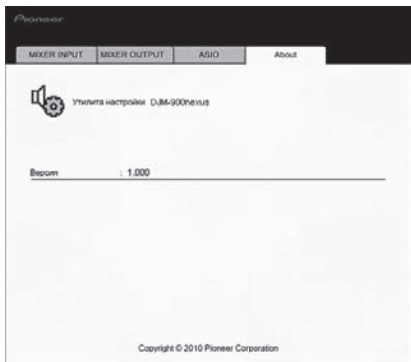 Pioneer
MIXER INPUT MIXER OUTPUT ASIO About
Утилита настройки DJM-900nexus
Версия : 1.000
Copyright © 2010 Pioneer Corporation